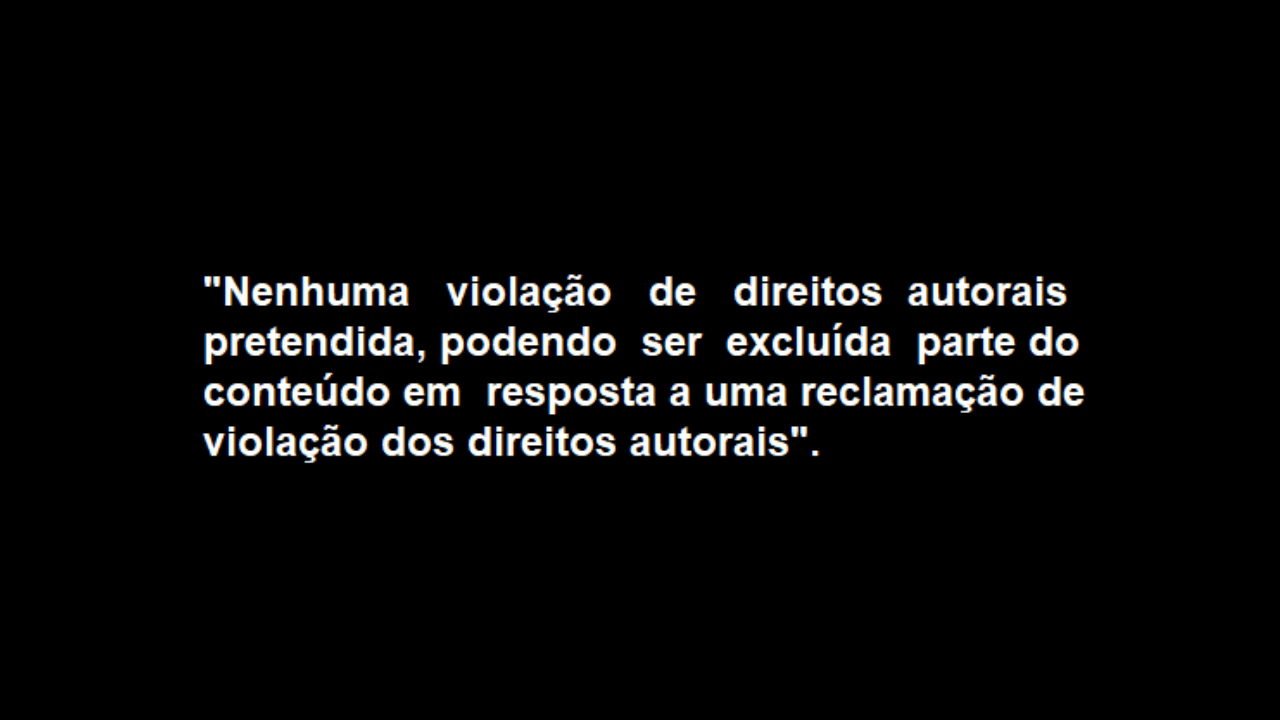 "Nenhuma violação de direitos autorais
pretendida, podendo ser excluída parte do
conteúdo em resposta a uma reclamação de
violação dos direitos autorais".